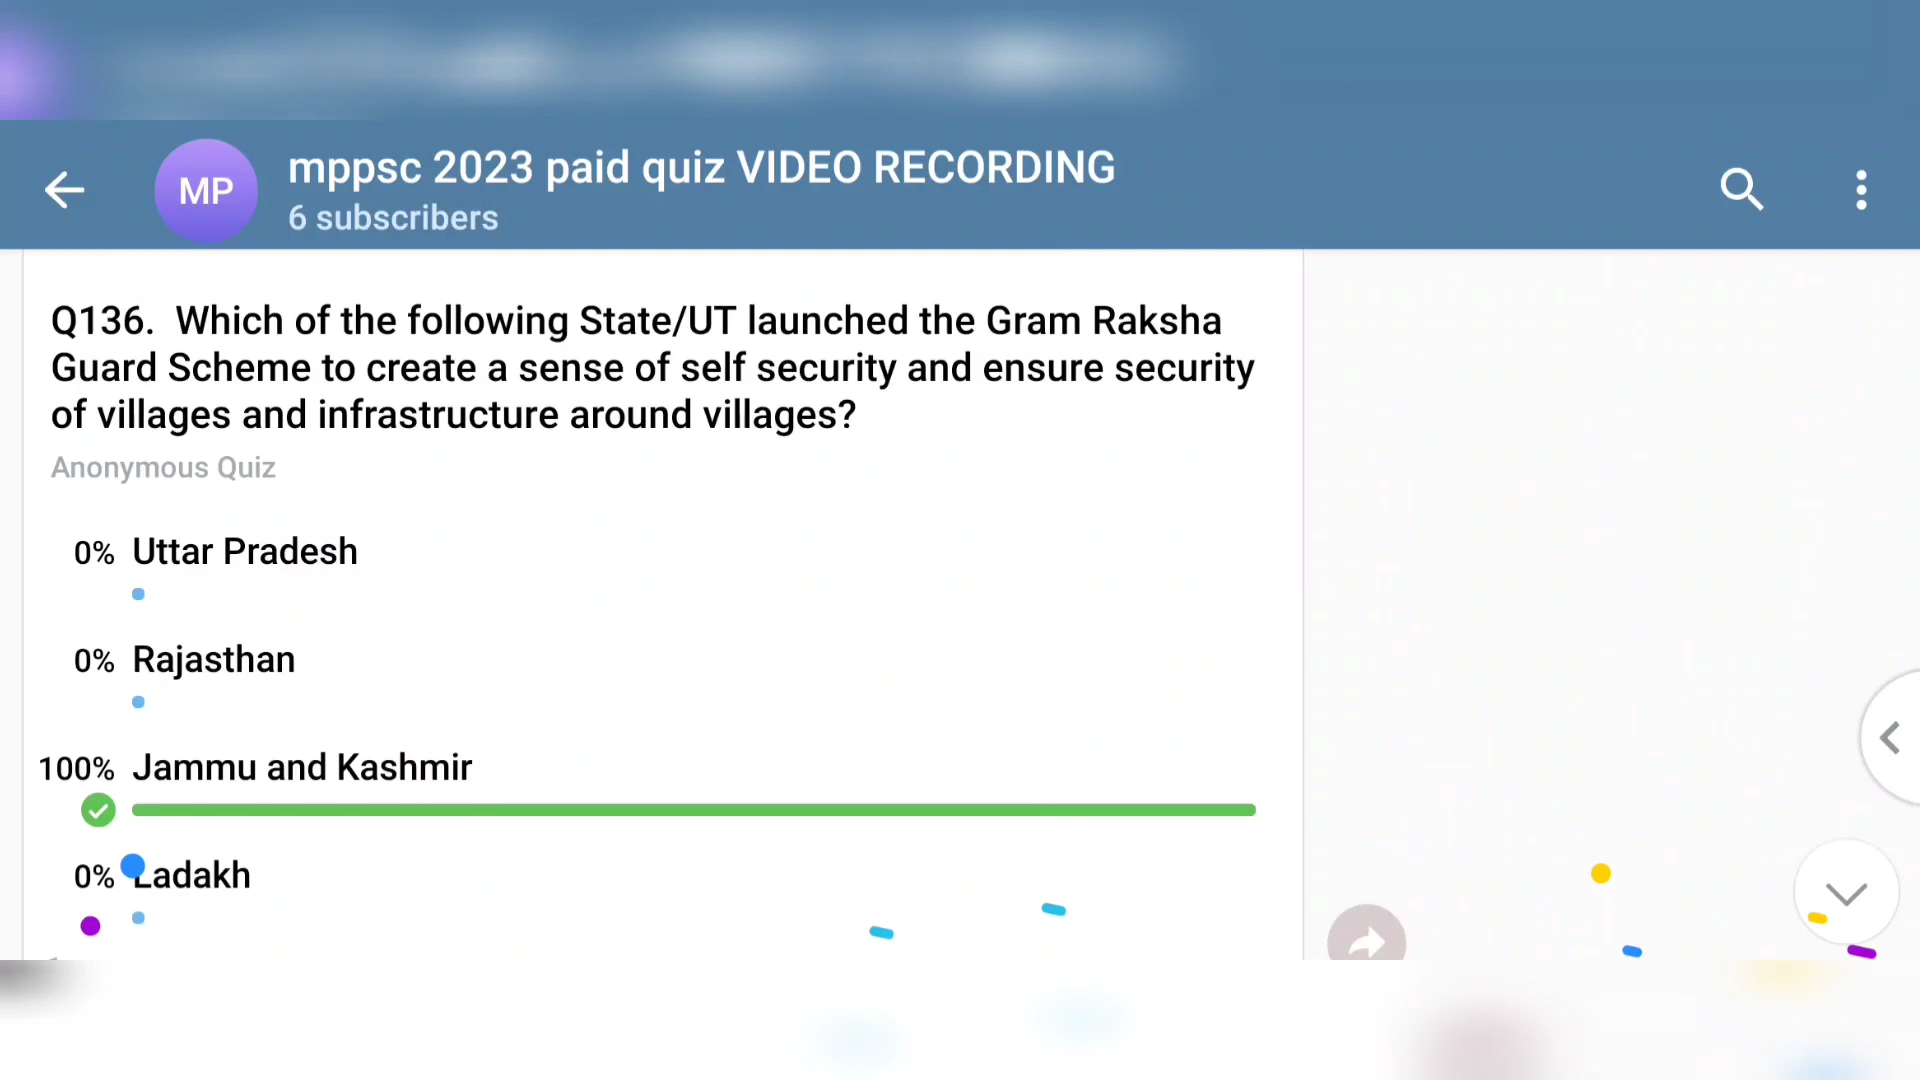 MP
mppsc 2023 paid quiz VIDEO RECORDING
6 subscribers
Q136. Which of the following State/UT launched the Gram Raksha
Guard Scheme to create a sense of self security and ensure security
of villages and infrastructure around villages?
Anonymous Quiz
0% Uttar Pradesh
0% Rajasthan
100% Jammu and Kashmir
0% Ladakh